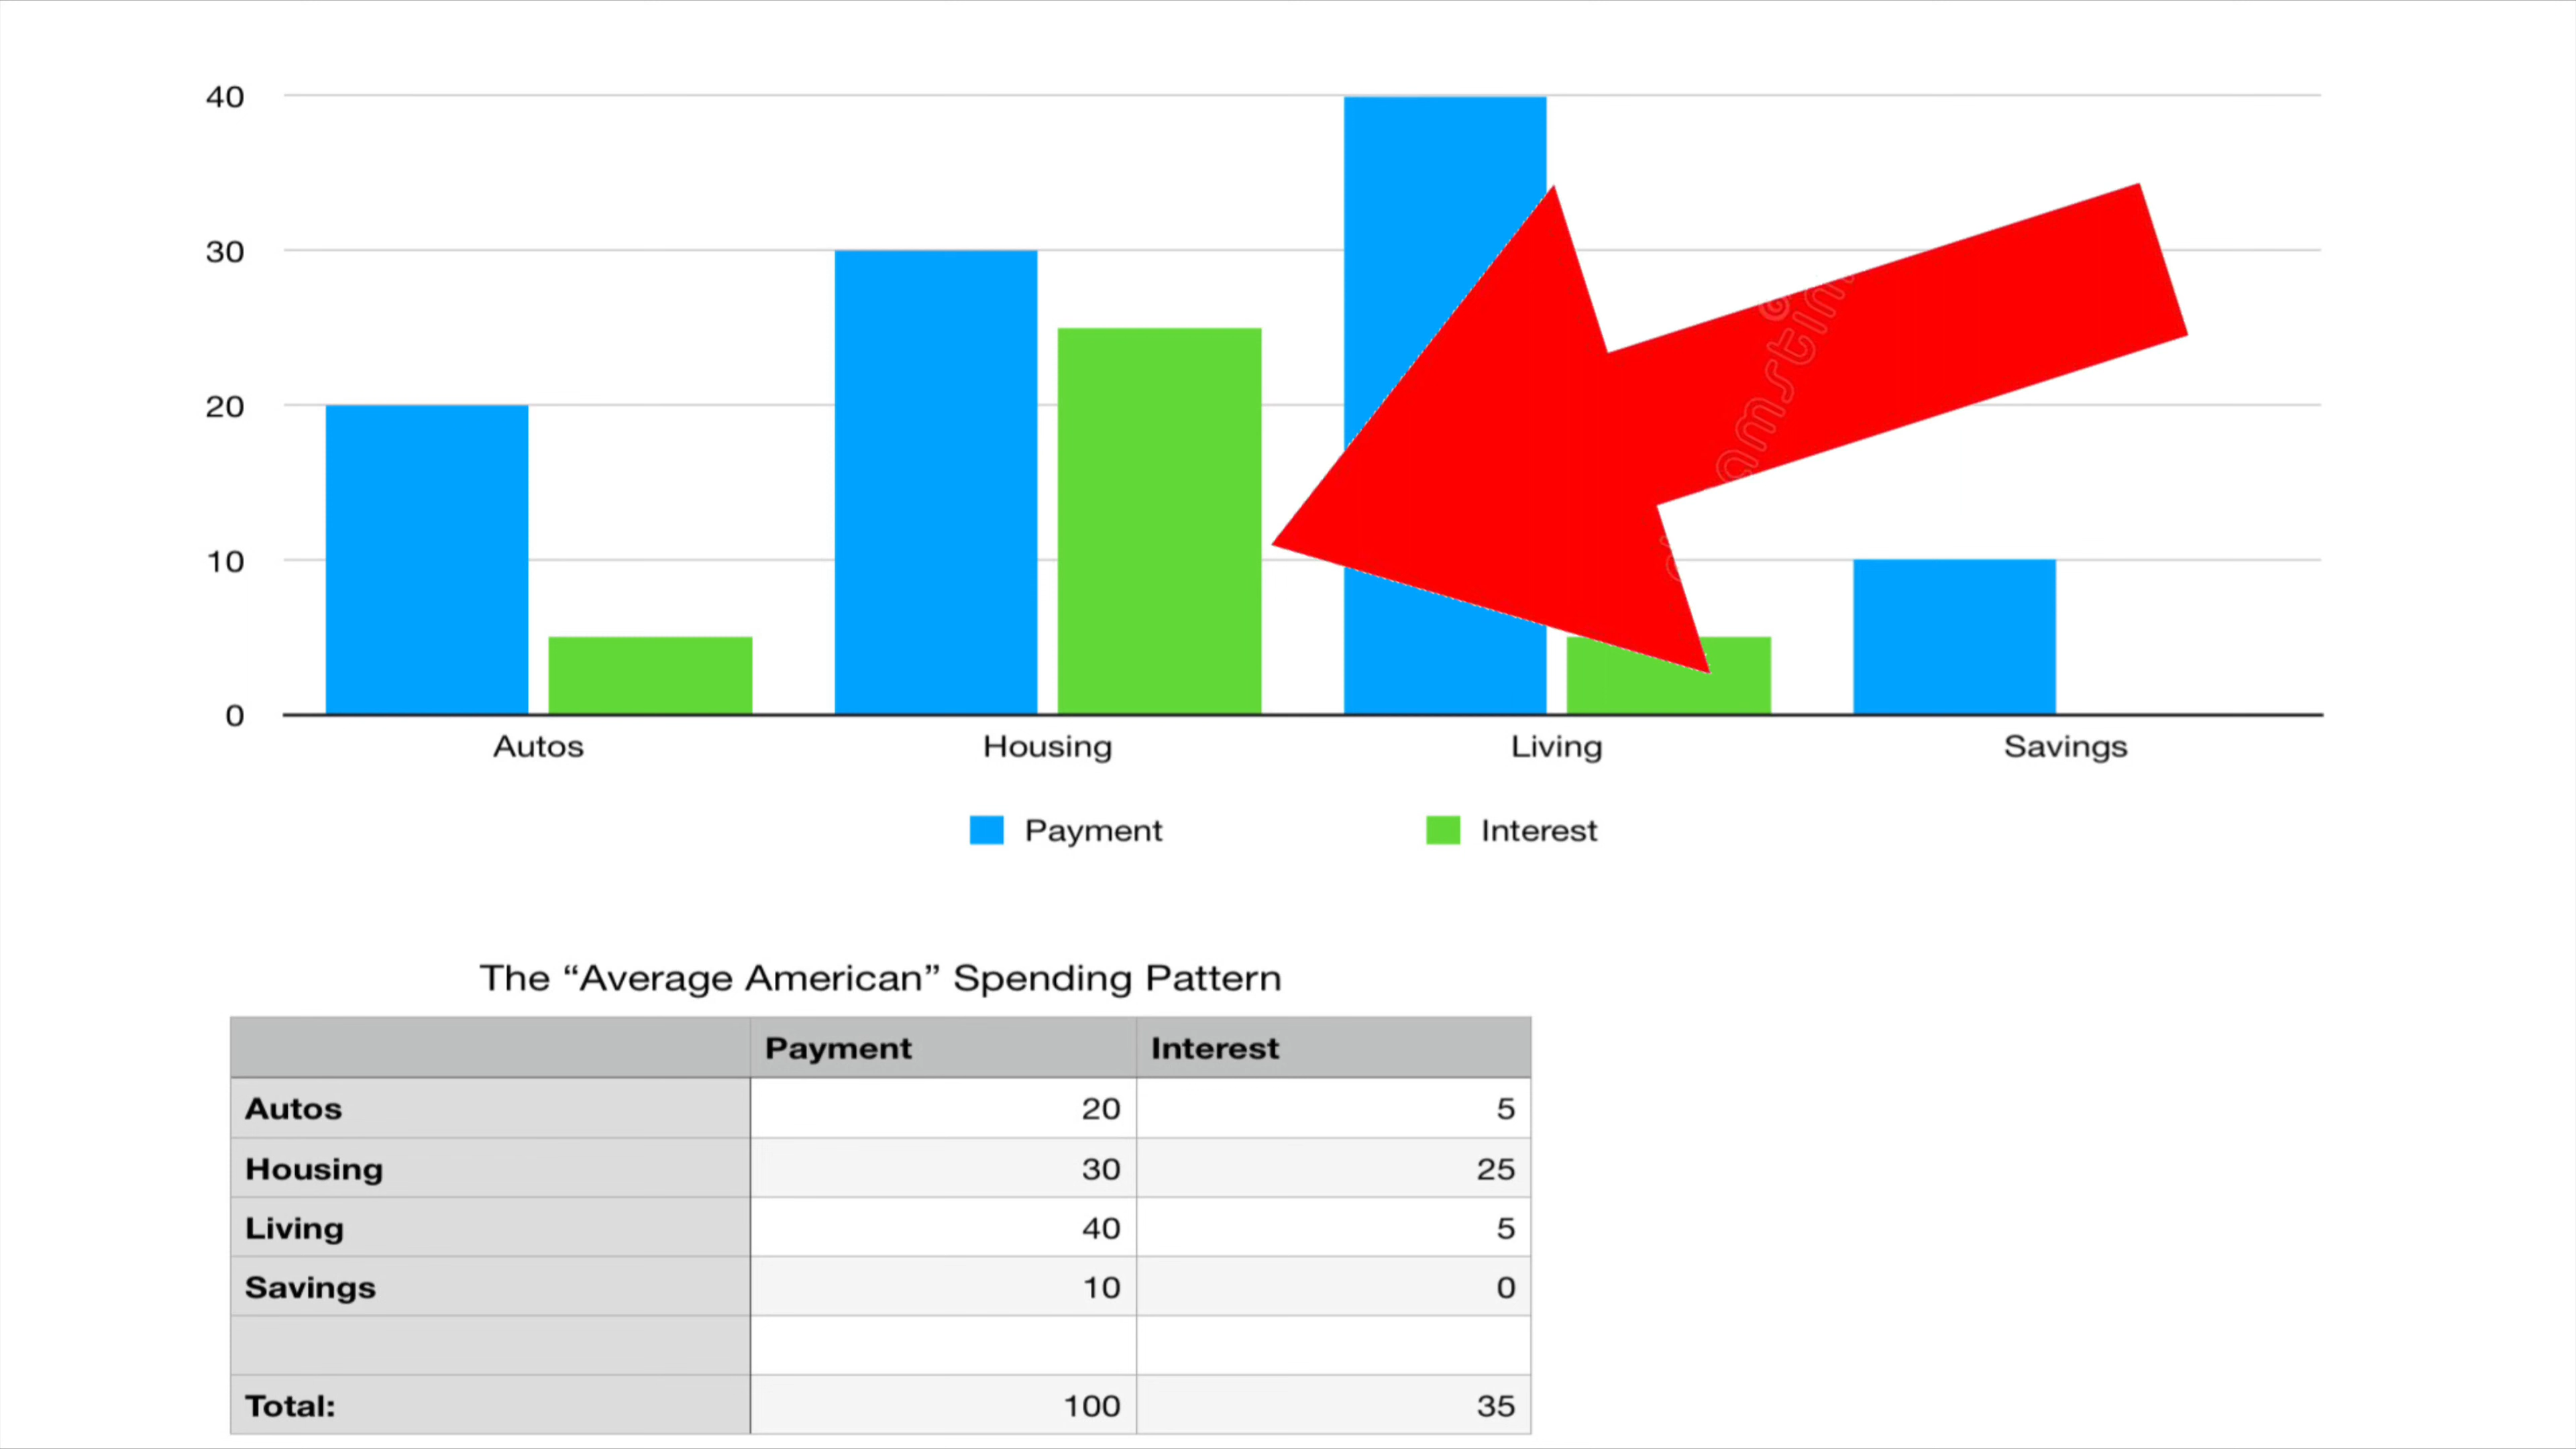 40
30
20
10
0
Autos Housing Living Savings
Payment Interest
The “Average American” Spending Pattern
Payment Interest
Autos 20 5
Housing 30 25
Living 40 5
Savings 10 0
Total: 100 35